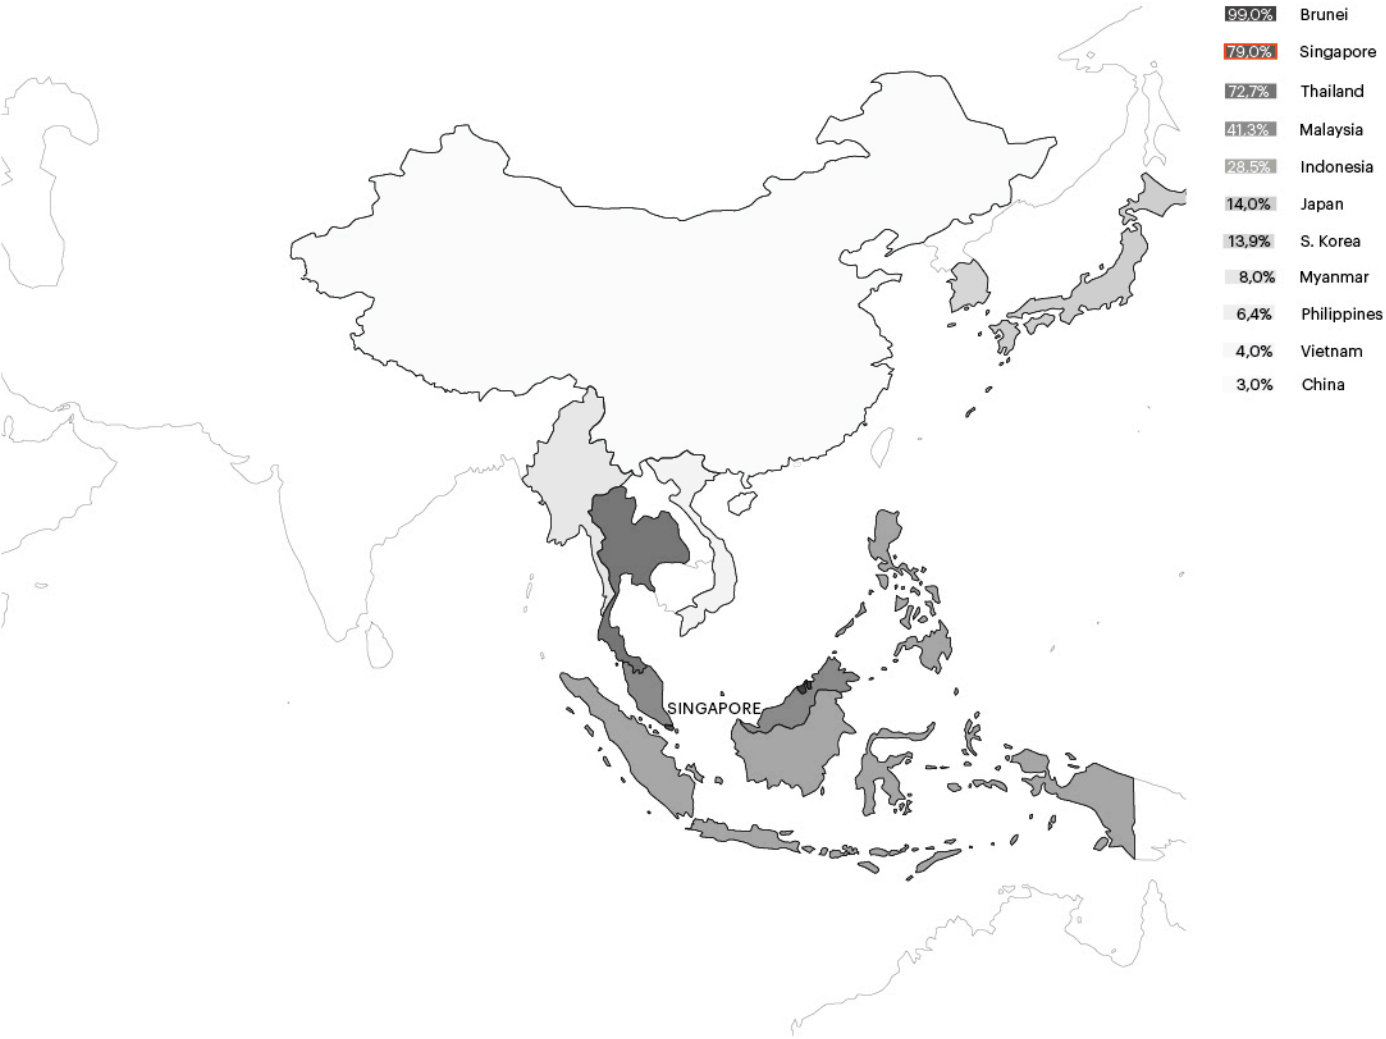 99,0% Brunei
79,0% Singapore
72,7% Thailand
41,3% Malaysia
28,5% Indonesia
14,0% Japan
13,9% S. Korea
8,0% Myanmar
6,4% Philippines
4,0% Vietnam
3,0% China
SINGAPORE